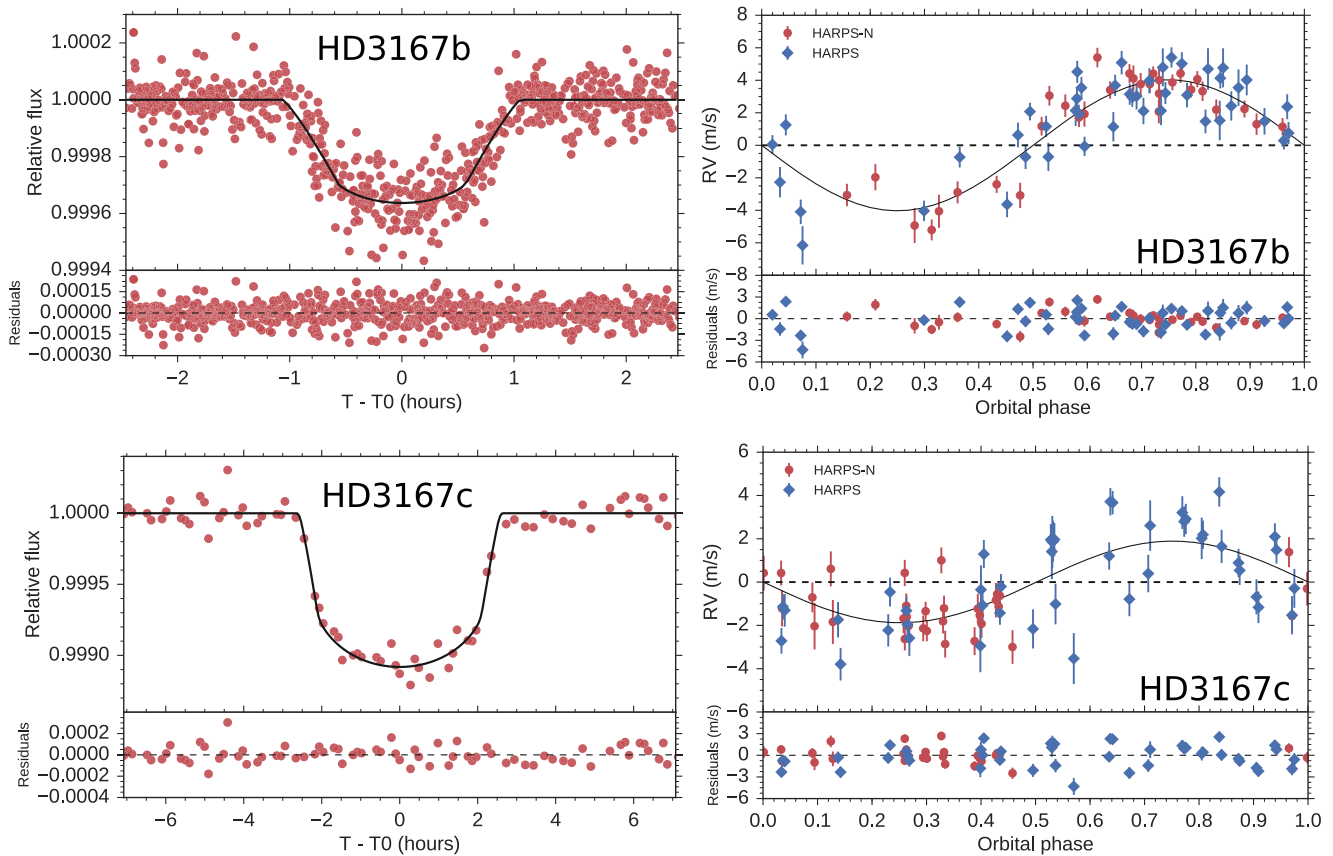 HD3167b
1.0002
1.0000
0.9998
0.9996
0.9994
Relative flux
0.00015
0.00000
−0.00015
−0.00030
Residuals
−2 −1 0 1 2
T - T0 (hours)
HARPS-N
HARPS
8
6
4
2
0
−2
−4
−6
−8
RV (m/s)
HD3167b
3
0
−3
−6
Residuals (m/s)
0.0 0.1 0.2 0.3 0.4 0.5 0.6 0.7 0.8 0.9 1.0
Orbital phase
HD3167c
1.0000
0.9995
0.9990
Relative flux
0.0002
0.0000
−0.0002
−0.0004
Residuals
−6 −4 −2 0 2 4 6
T - T0 (hours)
HARPS-N
HARPS
6
4
2
0
−2
−4
−6
RV (m/s)
HD3167c
3
0
−3
−6
Residuals (m/s)
0.0 0.1 0.2 0.3 0.4 0.5 0.6 0.7 0.8 0.9 1.0
Orbital phase